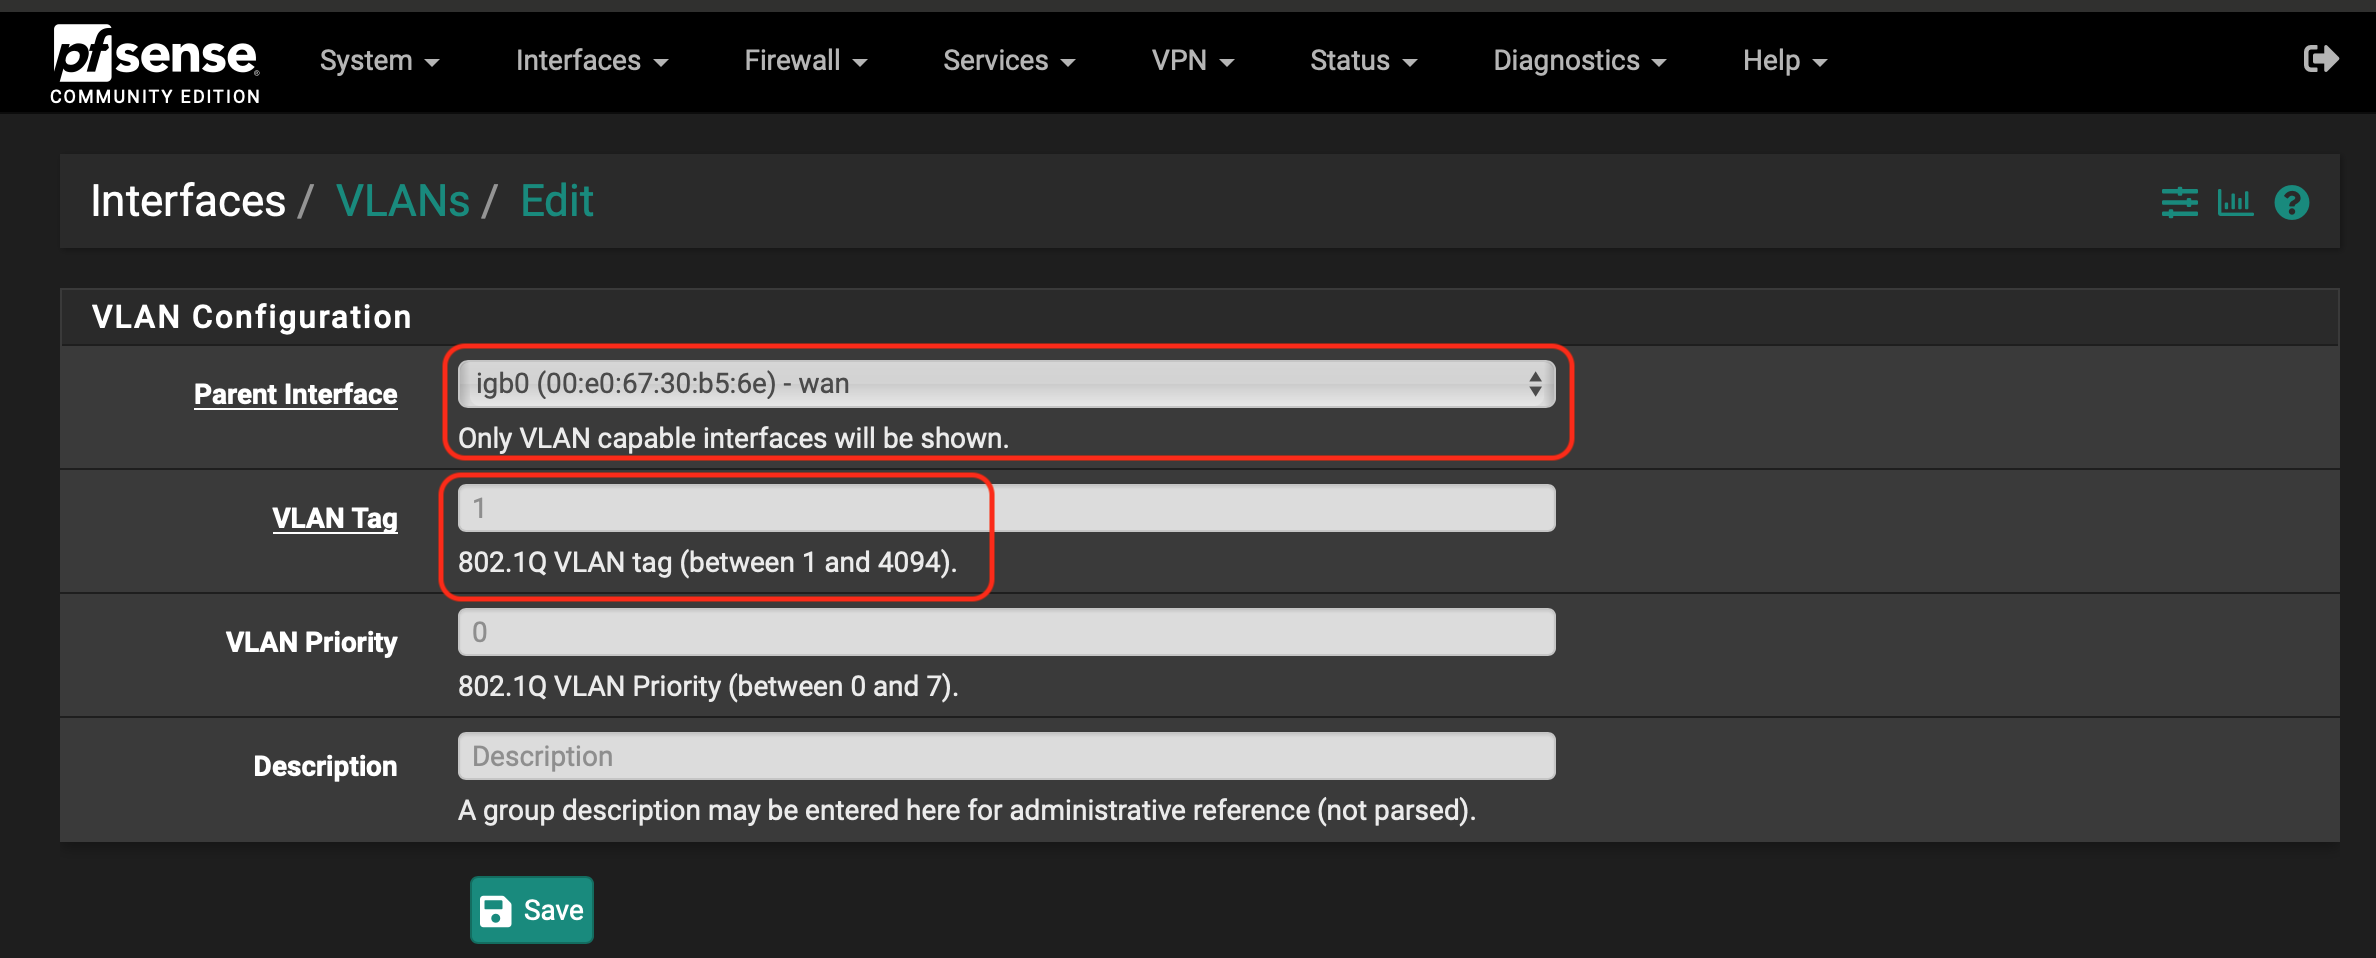 pfsense
COMMUNITY EDITION
System Interfaces Firewall Services VPN Status Diagnostics Help
Interfaces / VLANs / Edit
VLAN Configuration
Parent Interface igb0 (00:e0:67:30:b5:6e) - wan
Only VLAN capable interfaces will be shown.
VLAN Tag 1
802.1Q VLAN tag (between 1 and 4094).
VLAN Priority 0
802.1Q VLAN Priority (between 0 and 7).
Description Description
A group description may be entered here for administrative reference (not parsed).
Save